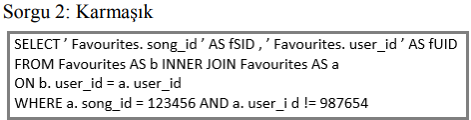 Sorgu 2: Karmaşık
SELECT ’ Favourites. song_id ’ AS fSID , ’ Favourites. user_id ’ AS fUID
FROM Favourites AS b INNER JOIN Favourites AS a
ON b. user_id = a. user_id
WHERE a. song_id = 123456 AND a. user_i d != 987654